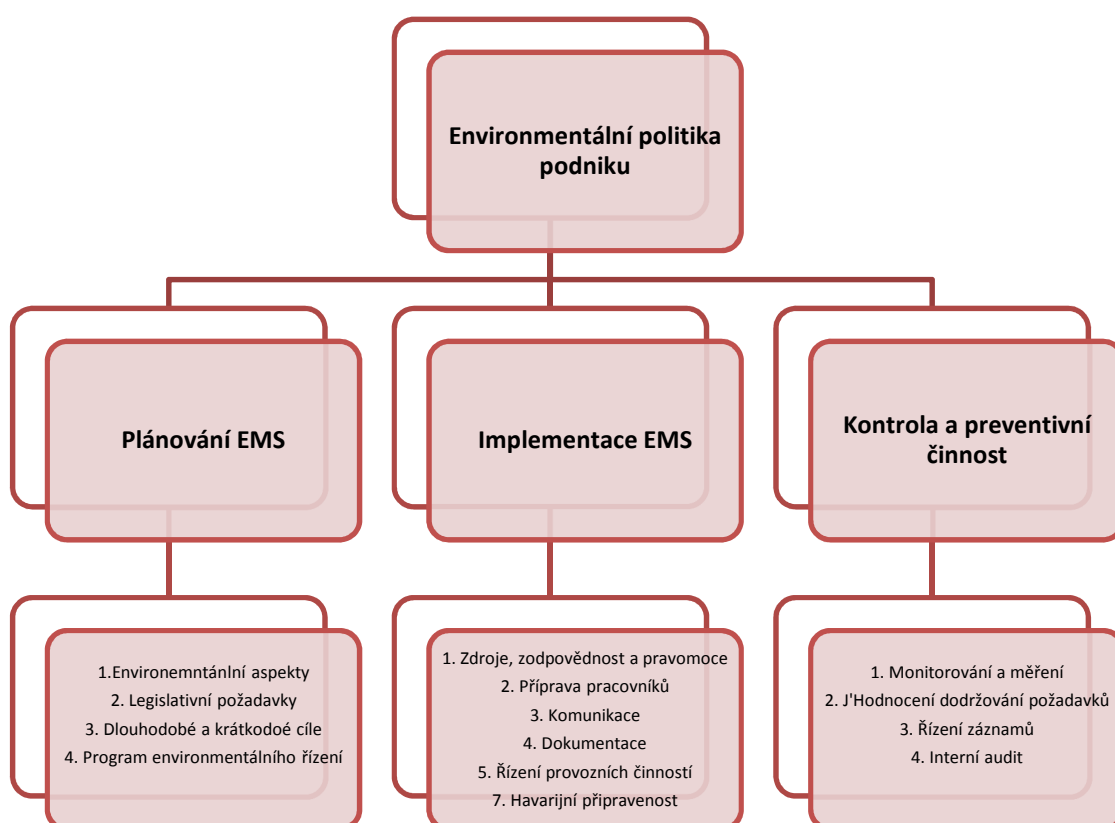 Environmentální politika
podniku
Plánování EMS
Implementace EMS
Kontrola a preventivní
činnost
1.Environemntánlní aspekty
2. Legislativní požadavky
3. Dlouhodobé a krátkodoé cíle
4. Program environmentálního řízení
1. Zdroje, zodpovědnost a pravomoce
2. Příprava pracovníků
3. Komunikace
4. Dokumentace
5. Řízení provozních činností
7. Havarijní připravenost
1. Monitorování a měření
2. J'Hodnocení dodržování požadavků
3. Řízení záznamů
4. Interní audit